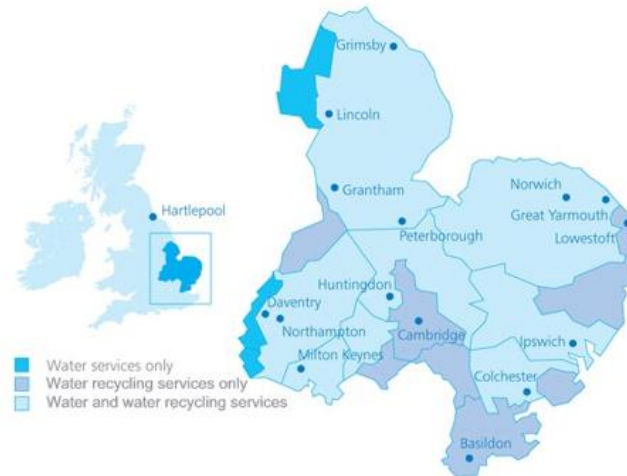 Grimsby
Lincoln
Hartlepool
Grantham
Norwich
Great Yarmouth
Peterborough
Lowestoft
Huntingdon
Daventry
Northampton
Cambridge
Milton Keynes
Ipswich
Colchester
Basildon
Water services only
Water recycling services only
Water and water recycling services